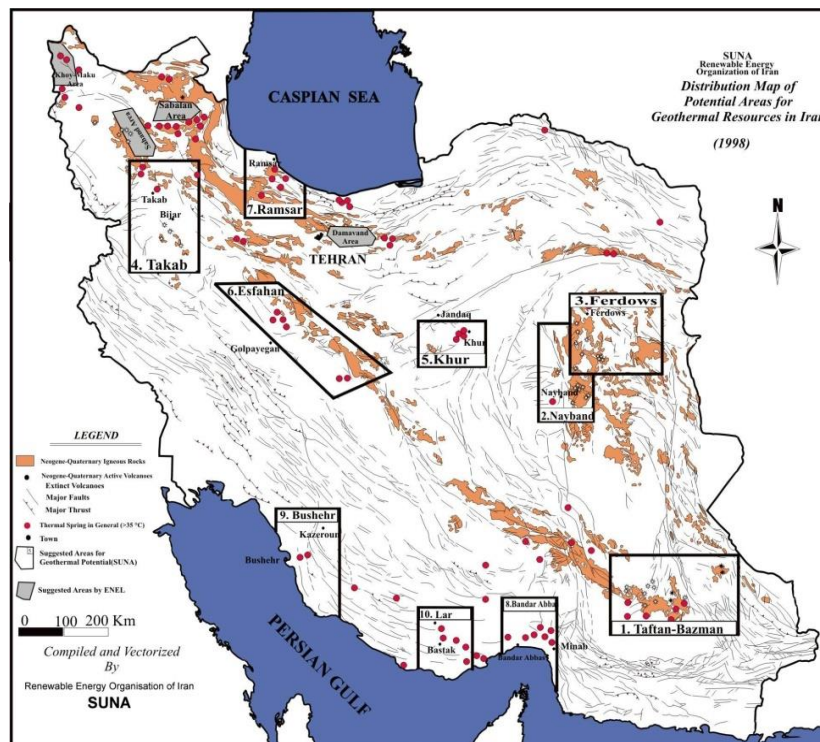 SUNA
Renewable Energy
Organization of Iran
Distribution Map of
Potential Areas for
Geothermal Resources in Iran
(1998)
N
CASPIAN SEA
Khoy-Maku
Area
Sabalan
Area
Sahand Area
Ramsar
7.Ramsar
Takab
Bijar
4. Takab
Damavand
Area
TEHRAN
6.Esfahan
Golpayegan
Jandaq
Khur
5.Khur
3.Ferdows
Ferdows
Nayband
2.Nayband
LEGEND
Neogene-Quaternary Igneous Rocks
Neogene-Quaternary Active Volcanoes
Extinct Volcanoes
Major Faults
Major Thrust
Thermal Spring in General (>35 °C)
Town
Suggested Areas for
Geothermal Potential(SUNA)
Suggested Areas by ENEL
0 100 200 Km
Compiled and Vectorized
By
Renewable Energy Organisation of Iran
SUNA
9. Bushehr
Kazeroun
Bushehr
PERSIAN GULF
10. Lar
Bastak
8.Bandar Abba
Bandar Abbas
Minab
1. Taftan-Bazman